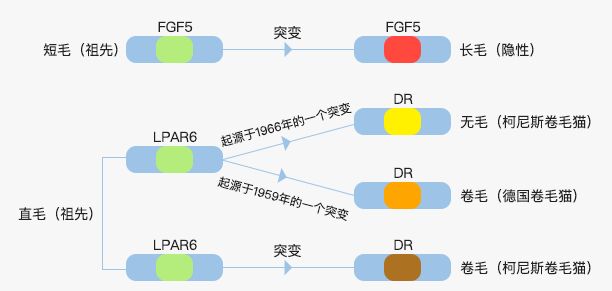 FGF5
突变
FGF5
短毛（祖先）
长毛（隐性）
DR
起源于1966年的一个突变
无毛（柯尼斯卷毛猫）
LPAR6
DR
起源于1959年的一个突变
卷毛（德国卷毛猫）
直毛（祖先）
LPAR6
突变
DR
卷毛（柯尼斯卷毛猫）